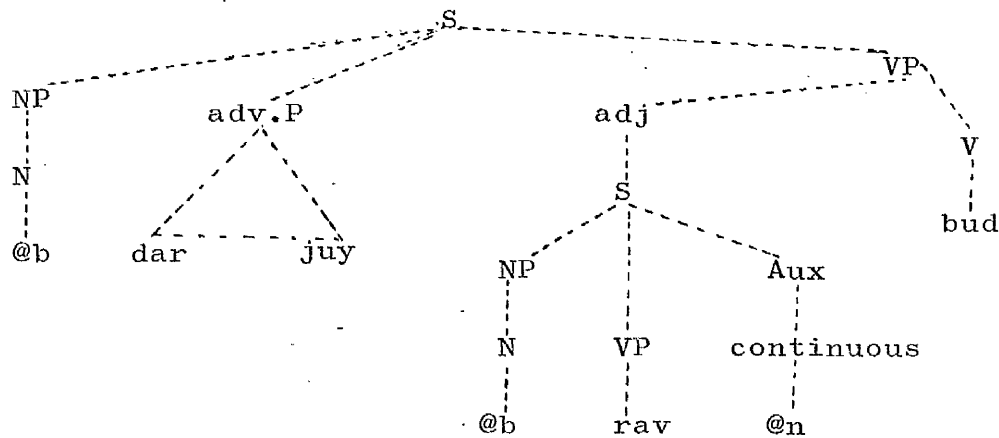 S
VP
NP
adv.P adj
V
N
S
bud
@b dar juy
NP Aux
N VP continuous
@b rav @n